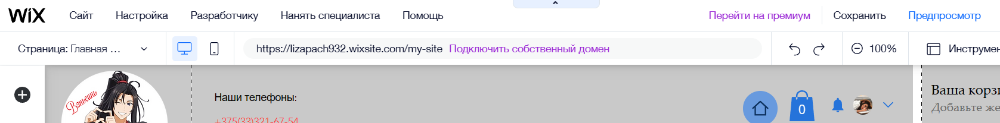 WiX Сайт Настройка Разработчику Нанять специалиста Помощь Перейти на премиум Сохранить Предпросмотр
Страница: Главная ... https://lizapach932.wixsite.com/my-site Подключить собственный домен 100% Инструмен
Вэньсинь
Наши телефоны:
+375(33)321-67-54
0
Ваша корзи
Добавьте же